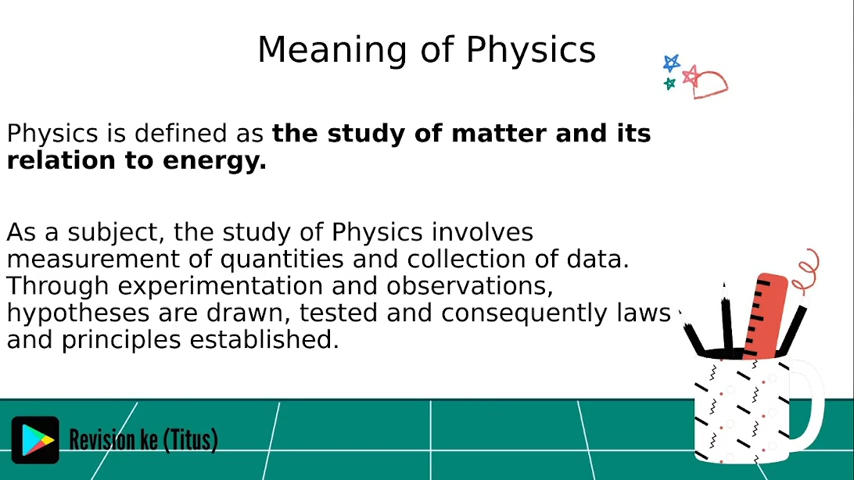 Meaning of Physics
Physics is defined as the study of matter and its
relation to energy.
As a subject, the study of Physics involves
measurement of quantities and collection of data.
Through experimentation and observations,
hypotheses are drawn, tested and consequently laws
and principles established.
Revision ke (Titus)